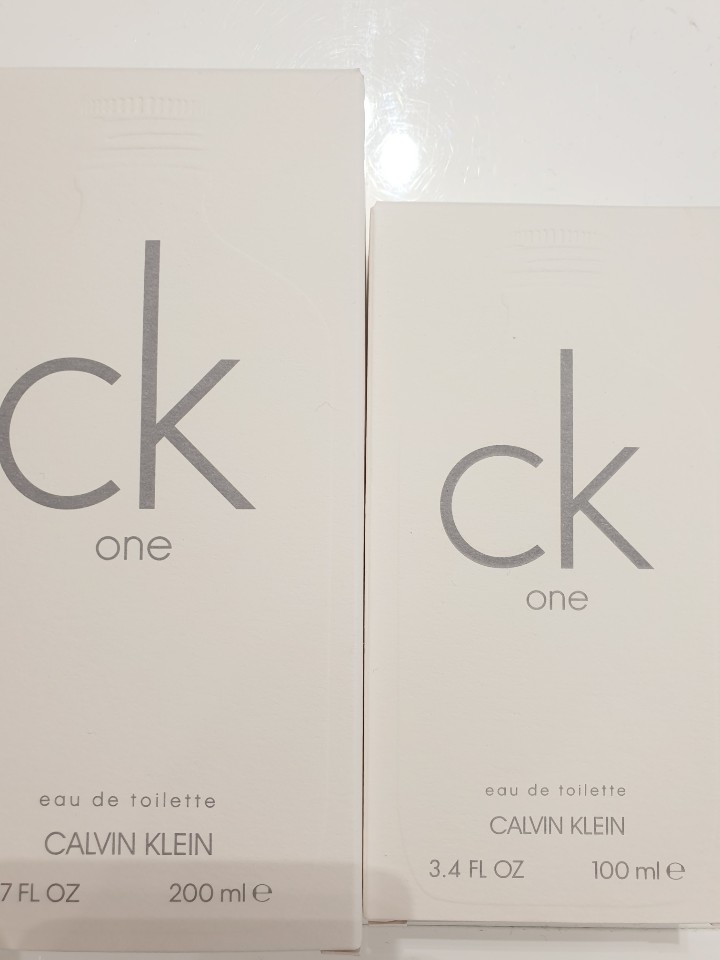 ck
one
eau de toilette
CALVIN KLEIN
7 FL OZ 200 ml ℮
ck
one
eau de toilette
CALVIN KLEIN
3.4 FL OZ 100 ml ℮